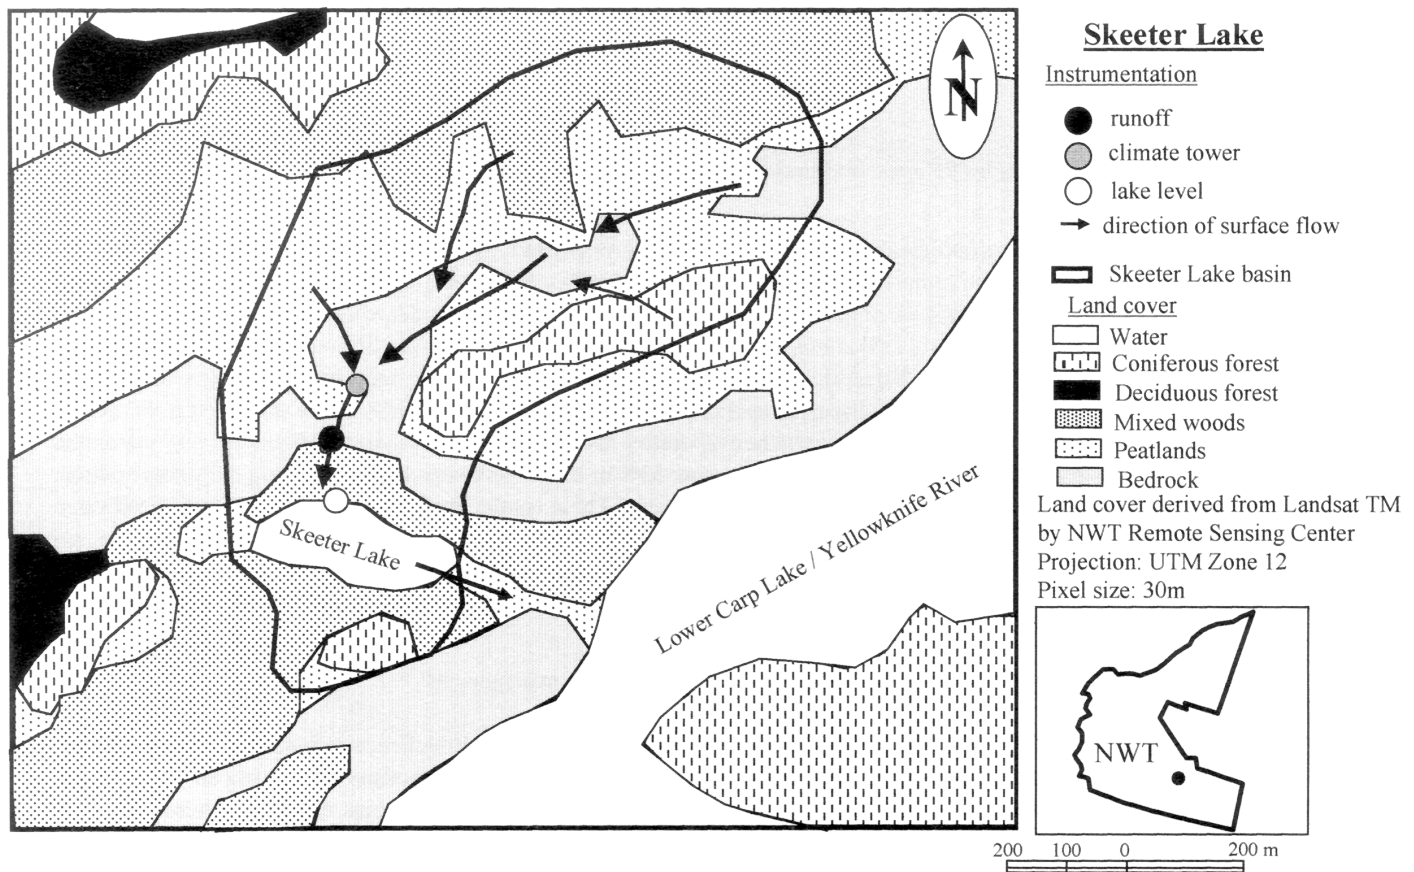 N
Skeeter Lake
Lower Carp Lake / Yellowknife River
Skeeter Lake
Instrumentation
runoff
climate tower
lake level
direction of surface flow
Skeeter Lake basin
Land cover
Water
Coniferous forest
Deciduous forest
Mixed woods
Peatlands
Bedrock
Land cover derived from Landsat TM
by NWT Remote Sensing Center
Projection: UTM Zone 12
Pixel size: 30m
NWT
200 100 0 200 m